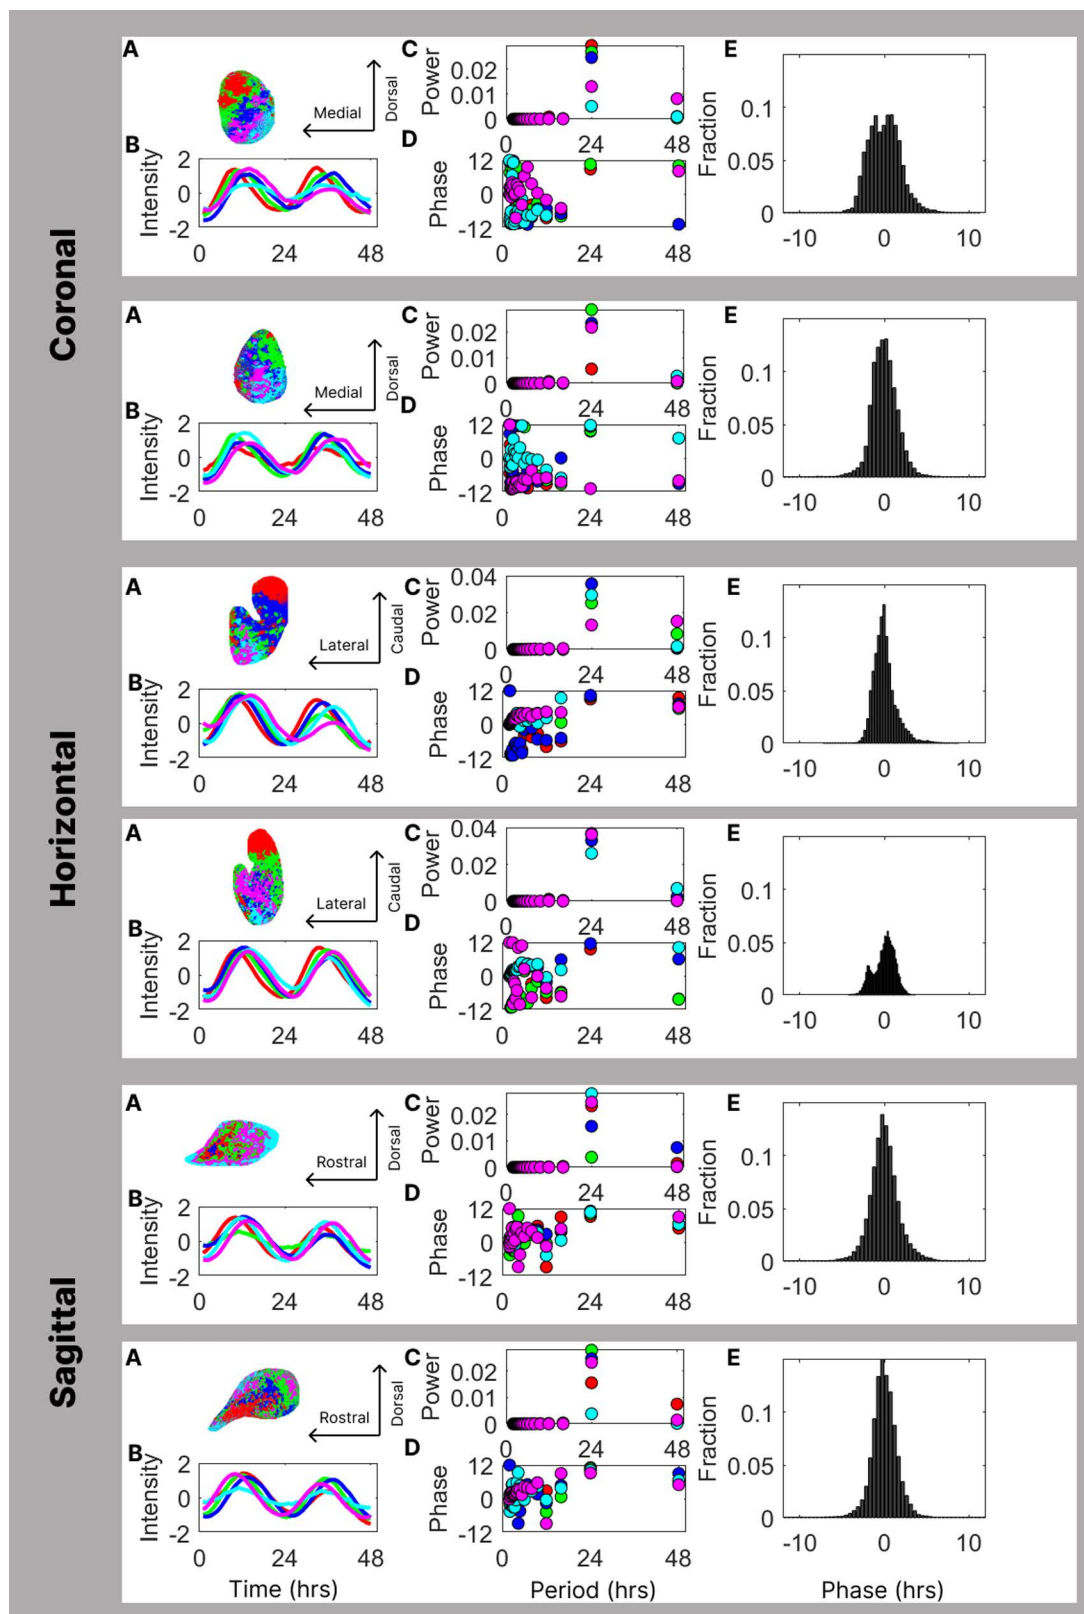 Coronal
A
Medial
Dorsal
B
Intensity
2
0
-2
0 24 48
C
Power
0.02
0.01
0
0 24 48
D
Phase
12
0
-12
0 24 48
E
Fraction
0.1
0.05
0
-10 0 10
A
Medial
Dorsal
B
Intensity
2
0
-2
0 24 48
C
Power
0.02
0.01
0
0 24 48
D
Phase
12
0
-12
0 24 48
E
Fraction
0.1
0.05
0
-10 0 10
Horizontal
A
Lateral
Caudal
B
Intensity
2
0
-2
0 24 48
C
Power
0.04
0.02
0
0 24 48
D
Phase
12
0
-12
0 24 48
E
Fraction
0.1
0.05
0
-10 0 10
A
Lateral
Caudal
B
Intensity
2
0
-2
0 24 48
C
Power
0.04
0.02
0
0 24 48
D
Phase
12
0
-12
0 24 48
E
Fraction
0.1
0.05
0
-10 0 10
Sagittal
A
Rostral
Dorsal
B
Intensity
2
0
-2
0 24 48
C
Power
0.02
0.01
0
0 24 48
D
Phase
12
0
-12
0 24 48
E
Fraction
0.1
0.05
0
-10 0 10
A
Rostral
Dorsal
B
Intensity
2
0
-2
0 24 48
Time (hrs)
C
Power
0.02
0.01
0
0 24 48
D
Phase
12
0
-12
0 24 48
Period (hrs)
E
Fraction
0.1
0.05
0
-10 0 10
Phase (hrs)